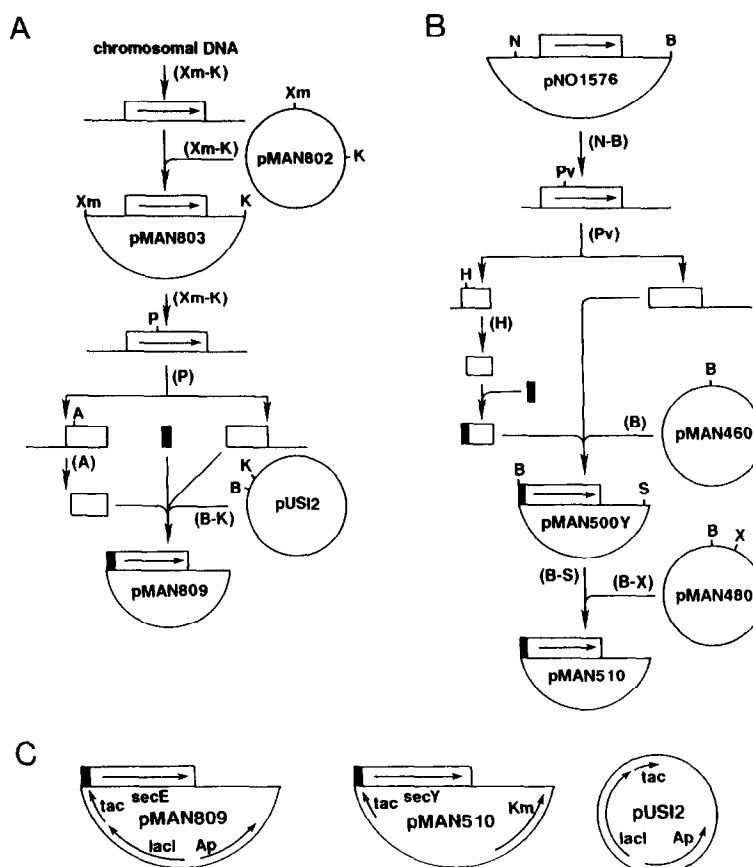 A
chromosomal DNA
(Xm-K)
(Xm-K)
Xm
pMAN802
K
Xm
K
pMAN803
(Xm-K)
P
(P)
A
(A)
K
B
pUSI2
(B-K)
pMAN809
B
N
B
pNO1576
(N-B)
Pv
(Pv)
H
(H)
B
(B)
pMAN460
B
S
pMAN500Y
B
X
(B-S)
(B-X)
pMAN480
pMAN510
C
tac
secE
pMAN809
lacI
Ap
tac
secY
Km
pMAN510
tac
pUSI2
lacI
Ap